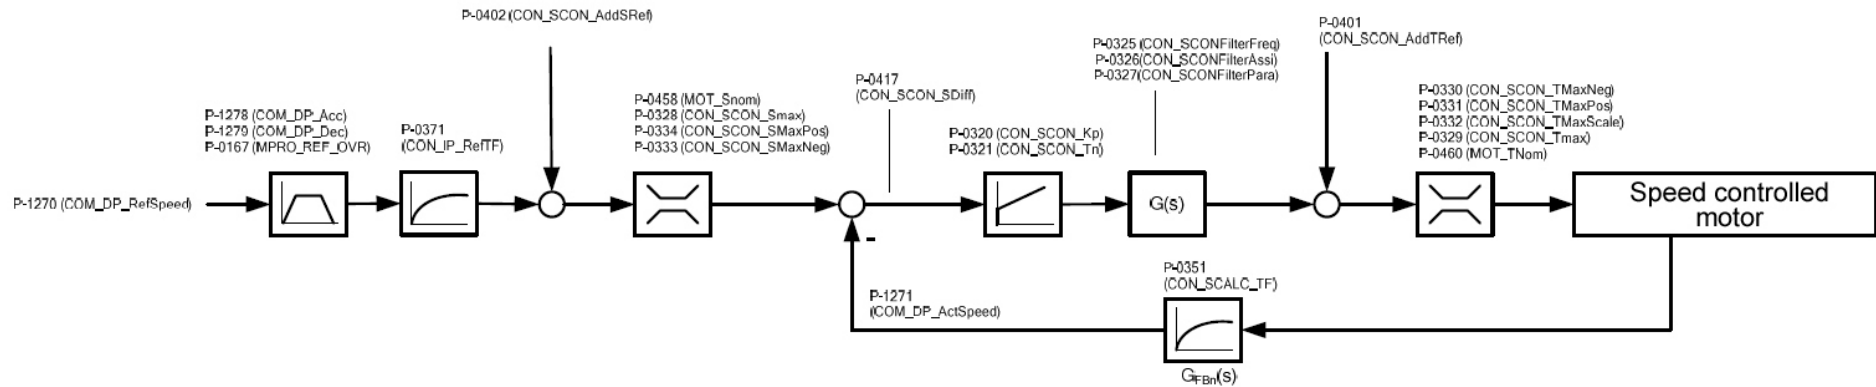 P-0402 (CON_SCON_AddSRef)
P-0401
(CON_SCON_AddTRef)
P-0325 (CON_SCONFilterFreq)
P-0326(CON_SCONFilterAssi)
P-0327(CON_SCONFilterPara)
P-0417
(CON_SCON_SDiff)
P-0458 (MOT_Snom)
P-0328 (CON_SCON_Smax)
P-0334 (CON_SCON_SMaxPos)
P-0333 (CON_SCON_SMaxNeg)
P-0330 (CON_SCON_TMaxNeg)
P-0331 (CON_SCON_TMaxPos)
P-0332 (CON_SCON_TMaxScale)
P-0329 (CON_SCON_Tmax)
P-0460 (MOT_TNom)
P-1278 (COM_DP_Acc)
P-1279 (COM_DP_Dec)
P-0167 (MPRO_REF_OVR)
P-0371
(CON_IP_RefTF)
P-0320 (CON_SCON_Kp)
P-0321 (CON_SCON_Tn)
P-1270 (COM_DP_RefSpeed)
G(s)
Speed controlled
motor
-
P-0351
(CON_SCALC_TF)
P-1271
(COM_DP_ActSpeed)
GFBn(s)